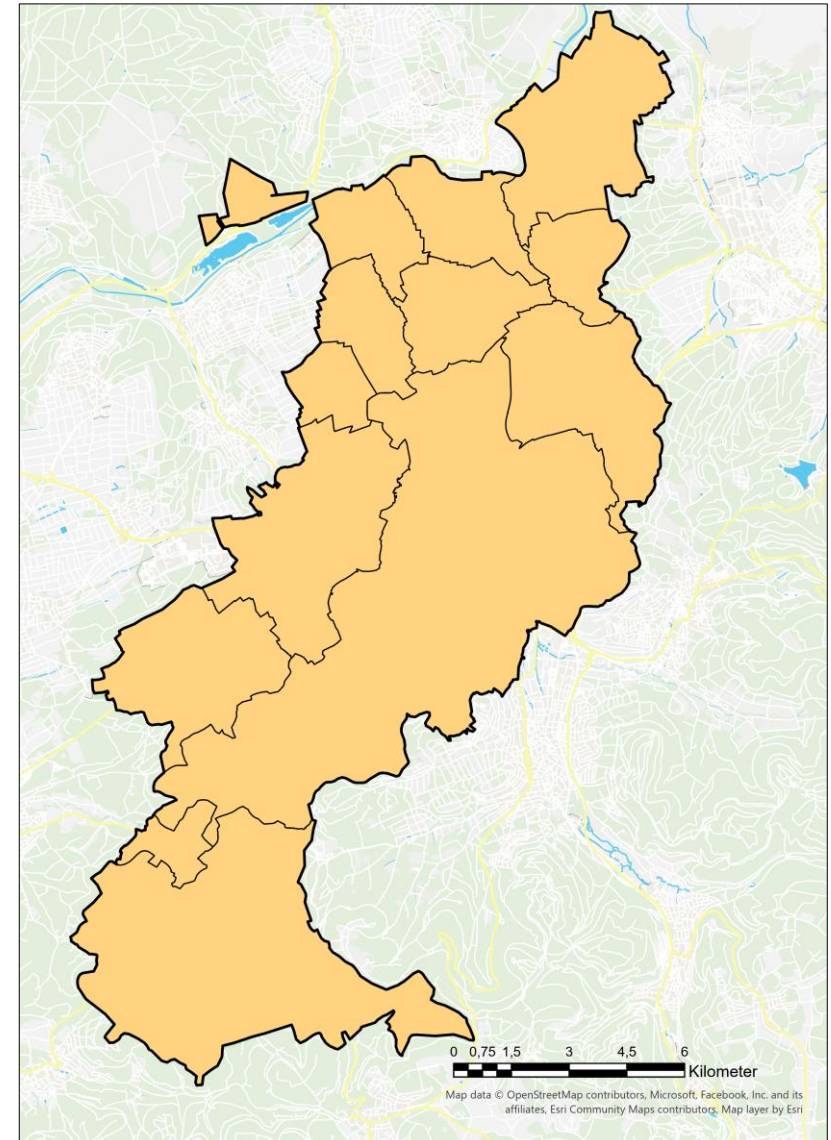 0 0,75 1,5 3 4,5 6
Kilometer
Map data © OpenStreetMap contributors, Microsoft, Facebook, Inc. and its
affiliates, Esri Community Maps contributors, Map layer by Esri